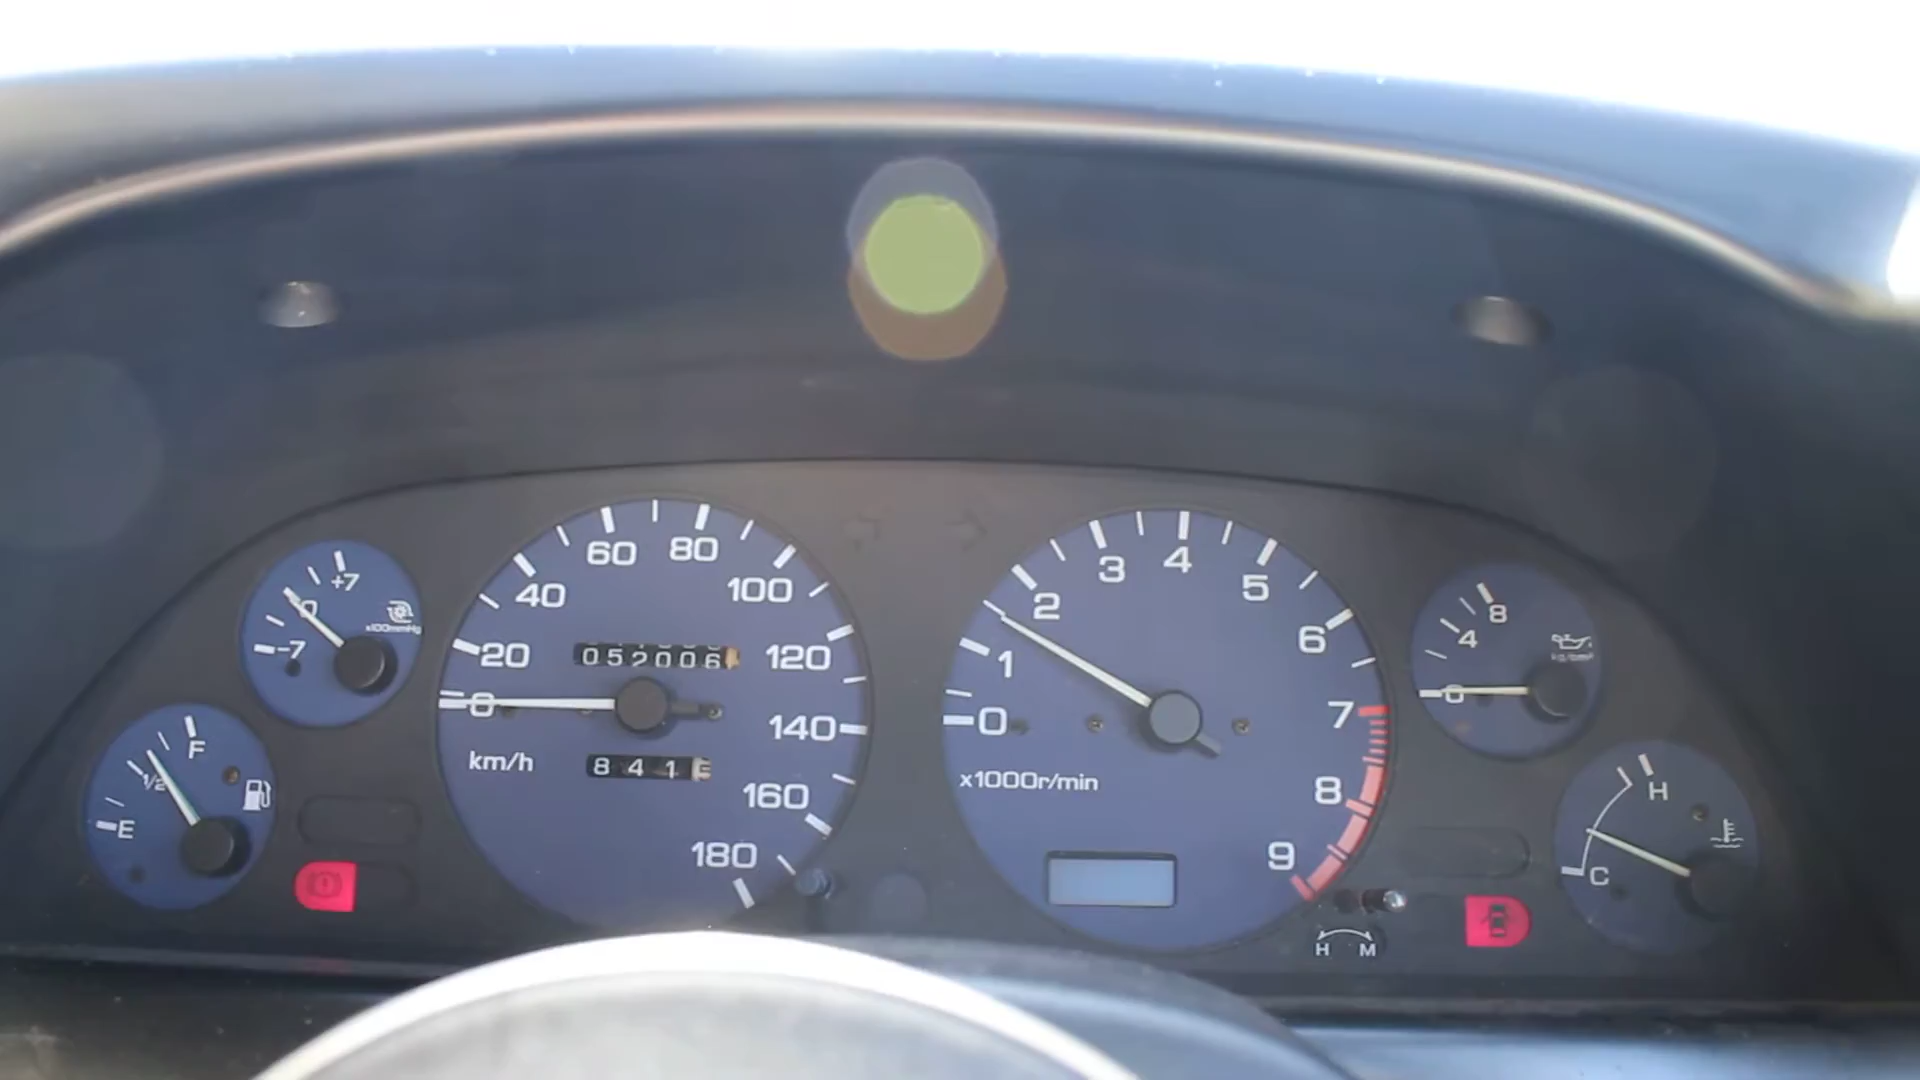 +7
0
-7
x100mmHg
F
1/2
E
0 20 40 60 80 100 120 140 160 180
052006
km/h
841
0 1 2 3 4 5 6 7 8 9
x1000r/min
8
4
0
H
C
H M